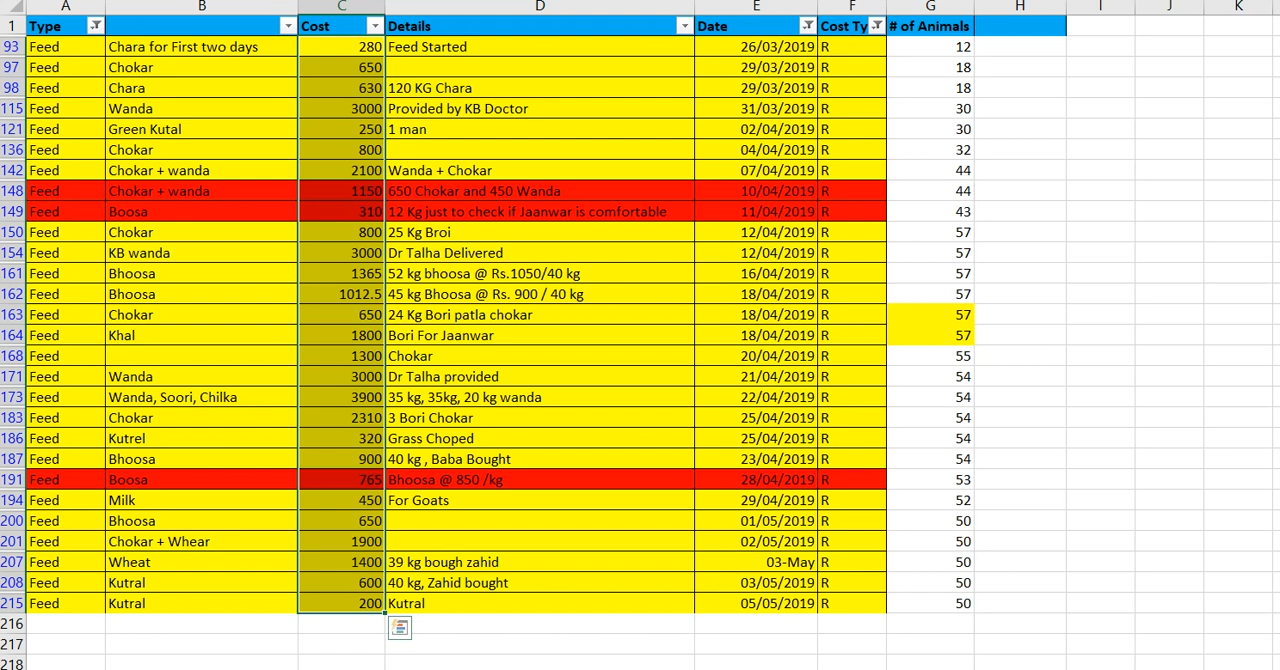 A B C D E F G H I J K
1 Type Cost Details Date Cost Ty # of Animals
93 Feed Chara for First two days 280 Feed Started 26/03/2019 R 12
97 Feed Chokar 650 29/03/2019 R 18
98 Feed Chara 630 120 KG Chara 29/03/2019 R 18
115 Feed Wanda 3000 Provided by KB Doctor 31/03/2019 R 30
121 Feed Green Kutal 250 1 man 02/04/2019 R 30
136 Feed Chokar 800 04/04/2019 R 32
142 Feed Chokar + wanda 2100 Wanda + Chokar 07/04/2019 R 44
148 Feed Chokar + wanda 1150 650 Chokar and 450 Wanda 10/04/2019 R 44
149 Feed Boosa 310 12 Kg just to check if Jaanwar is comfortable 11/04/2019 R 43
150 Feed Chokar 800 25 Kg Broi 12/04/2019 R 57
154 Feed KB wanda 3000 Dr Talha Delivered 12/04/2019 R 57
161 Feed Bhoosa 1365 52 kg bhoosa @ Rs.1050/40 kg 16/04/2019 R 57
162 Feed Bhoosa 1012.5 45 kg Bhoosa @ Rs. 900 / 40 kg 18/04/2019 R 57
163 Feed Chokar 650 24 Kg Bori patla chokar 18/04/2019 R 57
164 Feed Khal 1800 Bori For Jaanwar 18/04/2019 R 57
168 Feed 1300 Chokar 20/04/2019 R 55
171 Feed Wanda 3000 Dr Talha provided 21/04/2019 R 54
173 Feed Wanda, Soori, Chilka 3900 35 kg, 35kg, 20 kg wanda 22/04/2019 R 54
183 Feed Chokar 2310 3 Bori Chokar 25/04/2019 R 54
186 Feed Kutrel 320 Grass Choped 25/04/2019 R 54
187 Feed Bhoosa 900 40 kg , Baba Bought 23/04/2019 R 54
191 Feed Boosa 765 Bhoosa @ 850 /kg 28/04/2019 R 53
194 Feed Milk 450 For Goats 29/04/2019 R 52
200 Feed Bhoosa 650 01/05/2019 R 50
201 Feed Chokar + Whear 1900 02/05/2019 R 50
207 Feed Wheat 1400 39 kg bough zahid 03-May R 50
208 Feed Kutral 600 40 kg, Zahid bought 03/05/2019 R 50
215 Feed Kutral 200 Kutral 05/05/2019 R 50
216
217
218